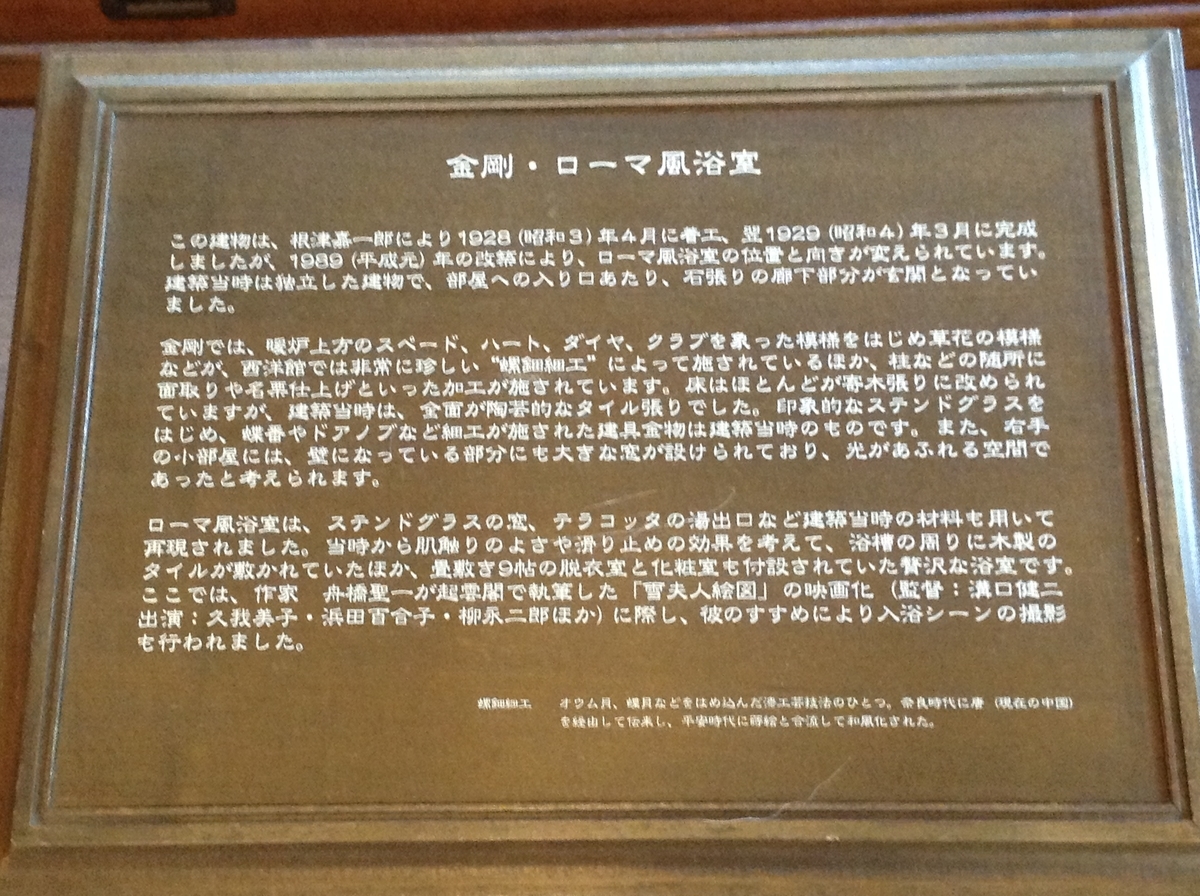 金剛・ローマ風浴室
この建物は、根津嘉一郎により1928(昭和3)年4月に着工、翌1929(昭和4)年3月に完成
しましたが、1989(平成元)年の改築により、ローマ風浴室の位置と向きが変えられています。
建築当時は独立した建物で、部屋への入り口あたり、石張りの廊下部分が玄関となってい
ました。
金剛では、暖炉上方のスペード、ハート、ダイヤ、クラブを象った模様をはじめ草花の模様
などが、西洋館では非常に珍しい“螺鈿細工”によって施されているほか、柱などの随所に
面取りや名栗仕上げといった加工が施されています。床はほとんどが寄木張りに改められ
ていますが、建築当時は、全面が陶芸的なタイル張りでした。印象的なステンドグラスを
はじめ、蝶番やドアノブなど細工が施された建具金物は建築当時のものです。また、右手
の小部屋には、壁になっている部分にも大きな窓が設けられており、光があふれる空間で
あったと考えられます。
ローマ風浴室は、ステンドグラスの窓、テラコッタの湯出口など建築当時の材料も用いて
再現されました。当時から肌触りのよさや滑り止めの効果を考えて、浴槽の周りに木製の
タイルが敷かれていたほか、畳敷き9帖の脱衣室と化粧室も付設されていた贅沢な浴室です。
ここでは、作家 舟橋聖一が起雲閣で執筆した「雪夫人絵図」の映画化(監督:溝口健二
出演:久我美子・浜田百合子・柳永二郎ほか)に際し、彼のすすめにより入浴シーンの撮影
も行われました。
螺鈿細工 オウム貝、蝶貝などをはめ込んだ漆工芸技法のひとつ。奈良時代に唐(現在の中国)
を経由して伝来し、平安時代に蒔絵と合流して和風化された。